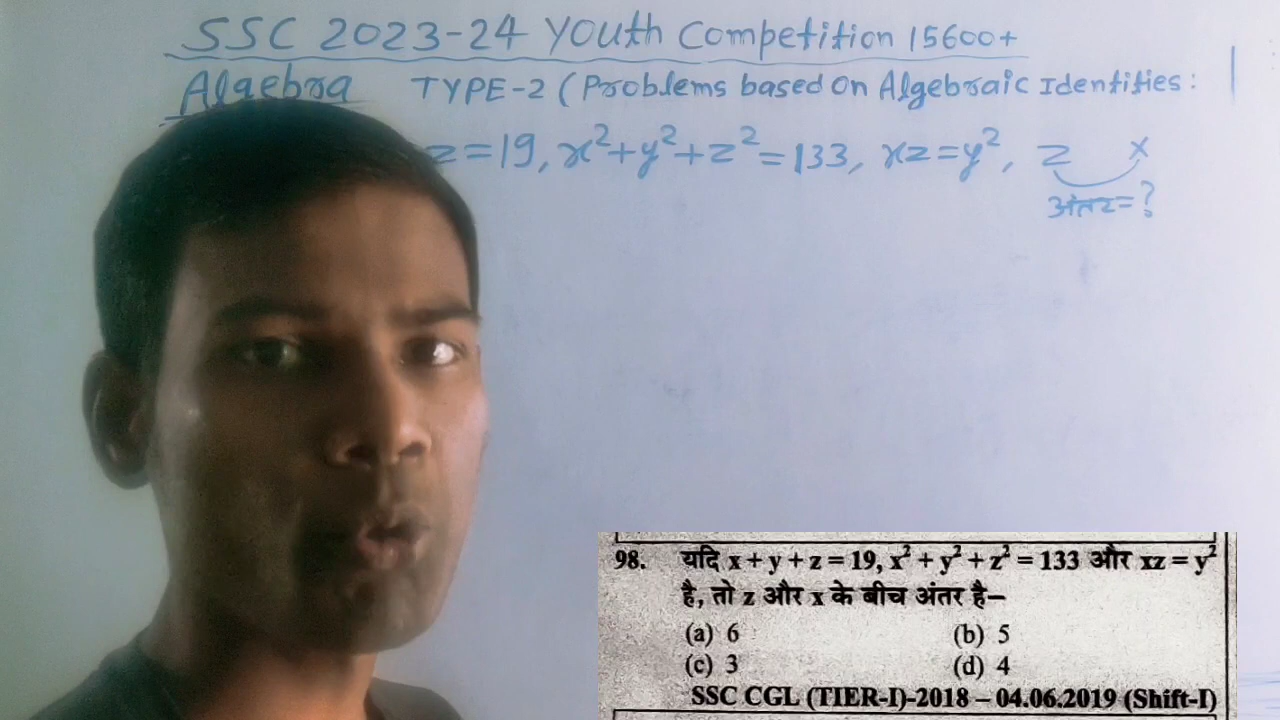 SSC 2023-24 Youth Competition 15600+
Algebra TYPE-2 (Problems based on Algebraic Identities:
z=19, x²+y²+z²=133, xz=y², z x
अंतर=?
98. यदि x + y + z = 19, x² + y² + z² = 133 और xz = y²
है, तो z और x के बीच अंतर है–
(a) 6 (b) 5
(c) 3 (d) 4
SSC CGL (TIER-I)-2018 – 04.06.2019 (Shift-I)